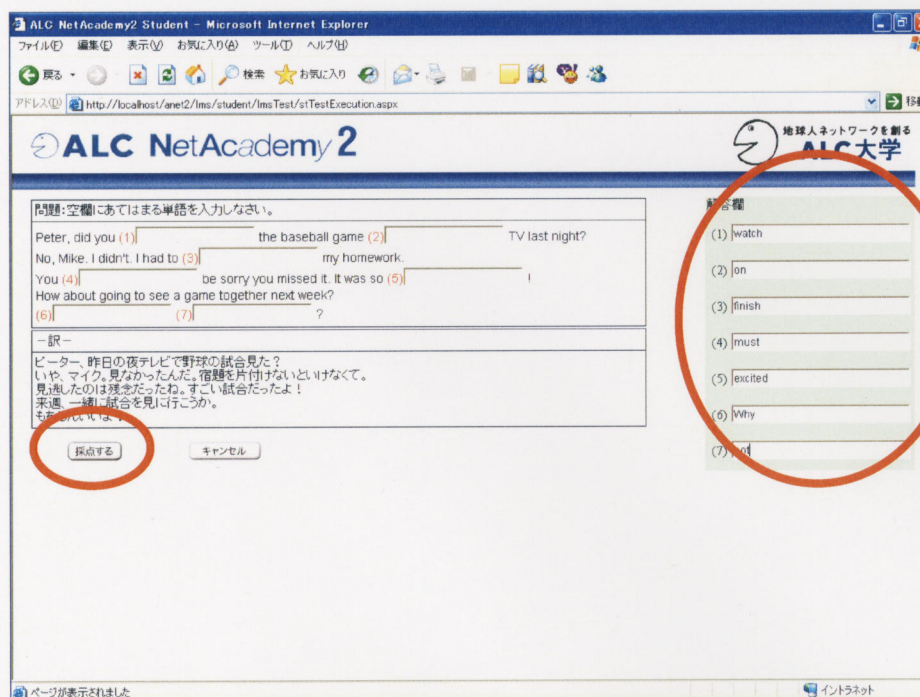 ALC NetAcademy2 Student - Microsoft Internet Explorer
ファイル(F) 編集(E) 表示(V) お気に入り(A) ツール(T) ヘルプ(H)
戻る 検索 お気に入り
アドレス(D) http://localhost/anet2/lms/student/lmsTest/stTestExecution.aspx
ALC NetAcademy 2
地球人ネットワークを創る
ALC大学
問題:空欄にあてはまる単語を入力しなさい。
Peter, did you (1) the baseball game (2) TV last night?
No, Mike. I didn't. I had to (3) my homework.
You (4) be sorry you missed it. It was so (5) !
How about going to see a game together next week?
(6) (7) ?
-訳-
ピーター、昨日の夜テレビで野球の試合見た?
いや、マイク。見なかったんだ。宿題を片付けないといけなくて。
見逃したのは残念だったね。すごい試合だったよ!
来週、一緒に試合を見に行こうか。
もちろんいいよ
採点する キャンセル
解答欄
(1) watch
(2) on
(3) finish
(4) must
(5) excited
(6) Why
(7) not
ページが表示されました イントラネット